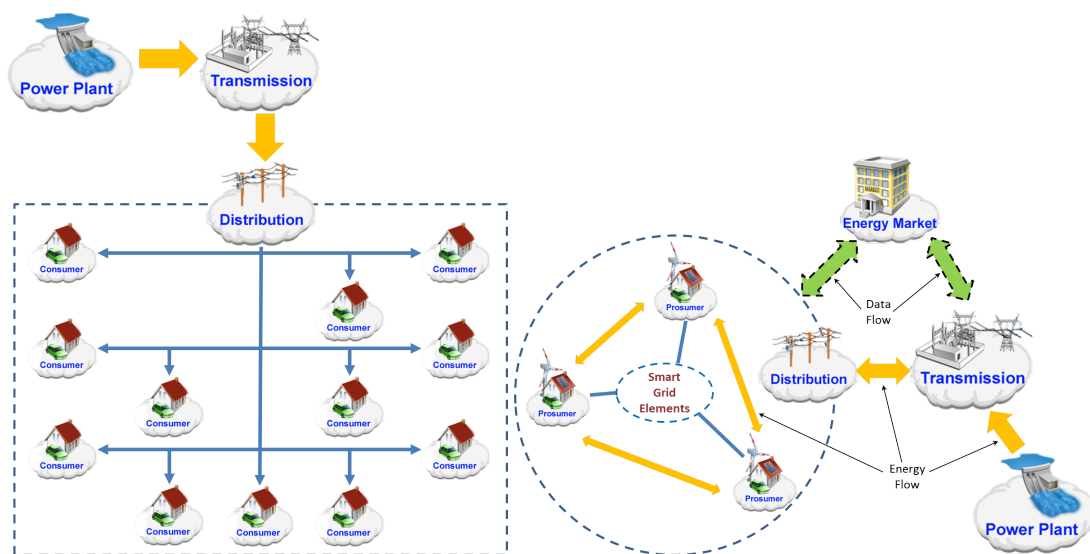 Power Plant
Transmission
Distribution
Consumer
Consumer
Consumer
Consumer
Consumer
Consumer
Consumer
Consumer
Consumer
Consumer
Consumer
Consumer
Energy Market
Data
Flow
Prosumer
Prosumer
Prosumer
Smart
Grid
Elements
Distribution
Transmission
Energy
Flow
Power Plant